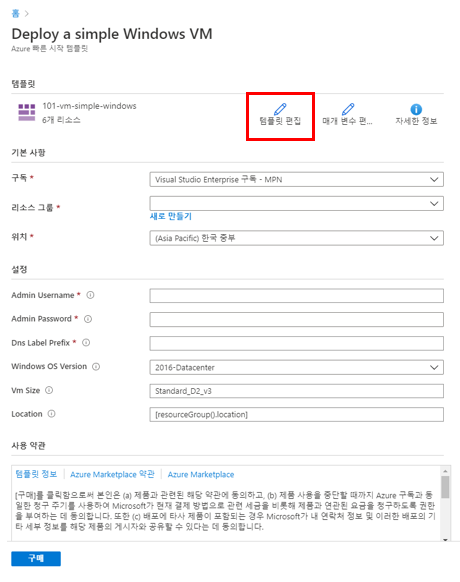 홈 >
Deploy a simple Windows VM
Azure 빠른 시작 템플릿
템플릿
101-vm-simple-windows
6개 리소스
템플릿 편집
매개 변수 편...
자세한 정보
기본 사항
구독 *
Visual Studio Enterprise 구독 - MPN
리소스 그룹 *
새로 만들기
위치 *
(Asia Pacific) 한국 중부
설정
Admin Username *
Admin Password *
Dns Label Prefix *
Windows OS Version
2016-Datacenter
Vm Size
Standard_D2_v3
Location
[resourceGroup().location]
사용 약관
템플릿 정보 | Azure Marketplace 약관 | Azure Marketplace
[구매]를 클릭함으로써 본인은 (a) 제품과 관련된 해당 약관에 동의하고, (b) 제품 사용을 중단할 때까지 Azure 구독과 동
일한 청구 주기를 사용하여 Microsoft가 현재 결제 방법으로 관련 세금을 비롯해 제품과 연관된 요금을 청구하도록 권한
을 부여하는 데 동의합니다. 또한 (c) 배포에 타사 제품이 포함되는 경우 Microsoft가 내 연락처 정보 및 이러한 배포의 기
타 세부 정보를 해당 제품의 게시자와 공유할 수 있다는 데 동의합니다.
구매